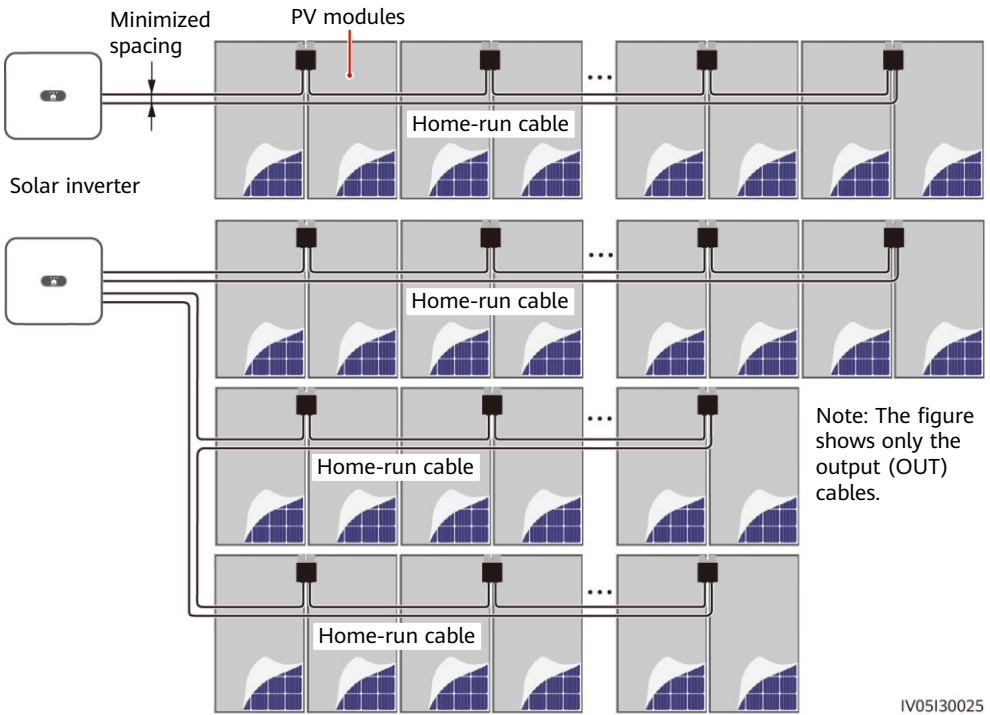 Minimized
spacing
PV modules
...
Home-run cable
Solar inverter
...
Home-run cable
...
Home-run cable
Note: The figure
shows only the
output (OUT)
cables.
...
Home-run cable
IV05I30025